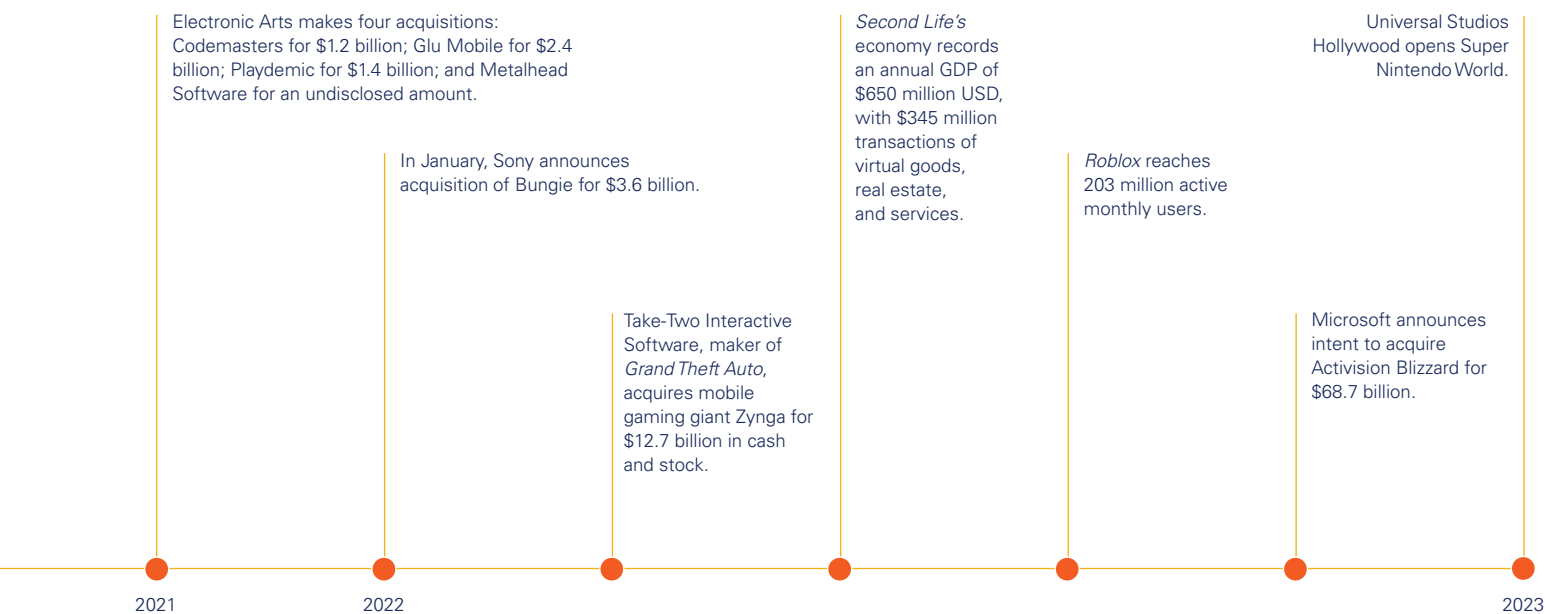 Electronic Arts makes four acquisitions:
Codemasters for $1.2 billion; Glu Mobile for $2.4
billion; Playdemic for $1.4 billion; and Metalhead
Software for an undisclosed amount.
In January, Sony announces
acquisition of Bungie for $3.6 billion.
Take-Two Interactive
Software, maker of
Grand Theft Auto,
acquires mobile
gaming giant Zynga for
$12.7 billion in cash
and stock.
Second Life's
economy records
an annual GDP of
$650 million USD,
with $345 million
transactions of
virtual goods,
real estate,
and services.
Roblox reaches
203 million active
monthly users.
Microsoft announces
intent to acquire
Activision Blizzard for
$68.7 billion.
Universal Studios
Hollywood opens Super
Nintendo World.
2021
2022
2023